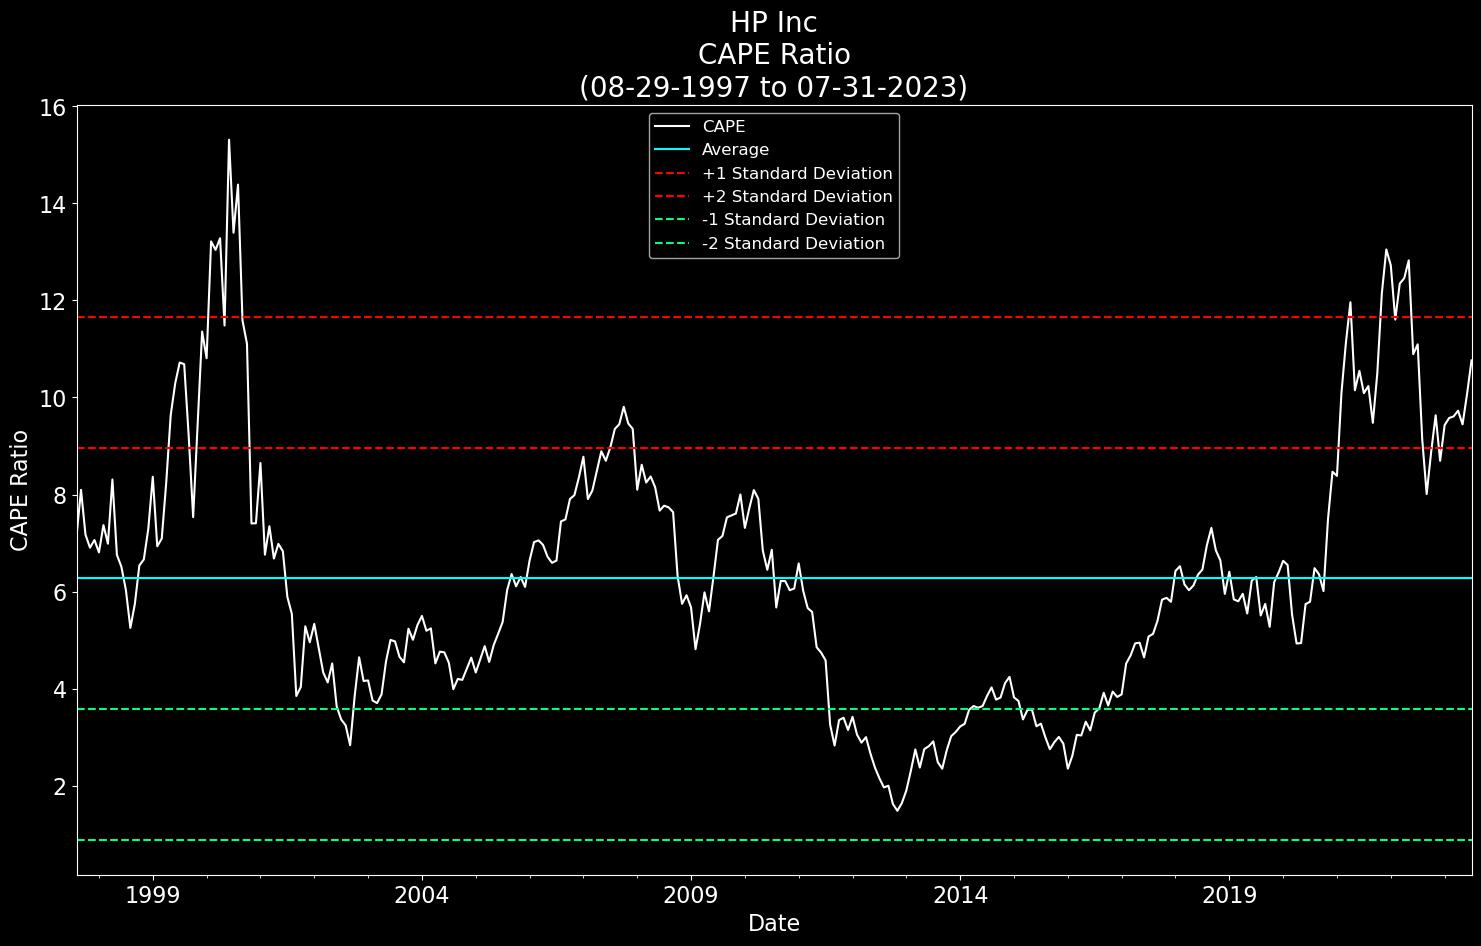 HP Inc
CAPE Ratio
(08-29-1997 to 07-31-2023)
CAPE
Average
+1 Standard Deviation
+2 Standard Deviation
-1 Standard Deviation
-2 Standard Deviation
CAPE Ratio
16
14
12
10
8
6
4
2
1999
2004
2009
2014
2019
Date